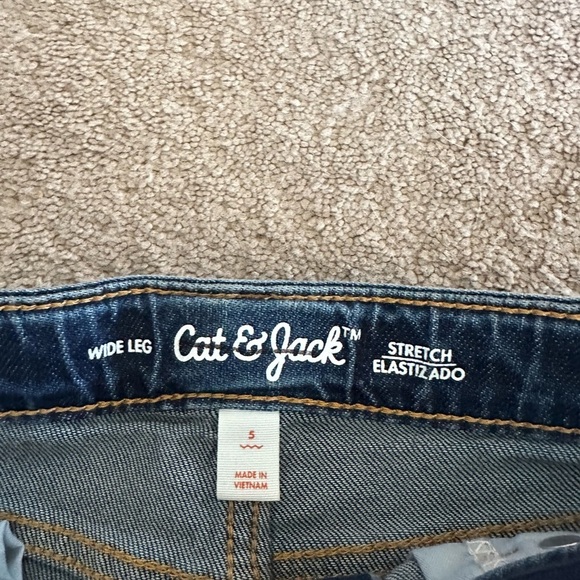 WIDE LEG
Cat & Jack™
STRETCH
ELASTIZADO
5
MADE IN
VIETNAM